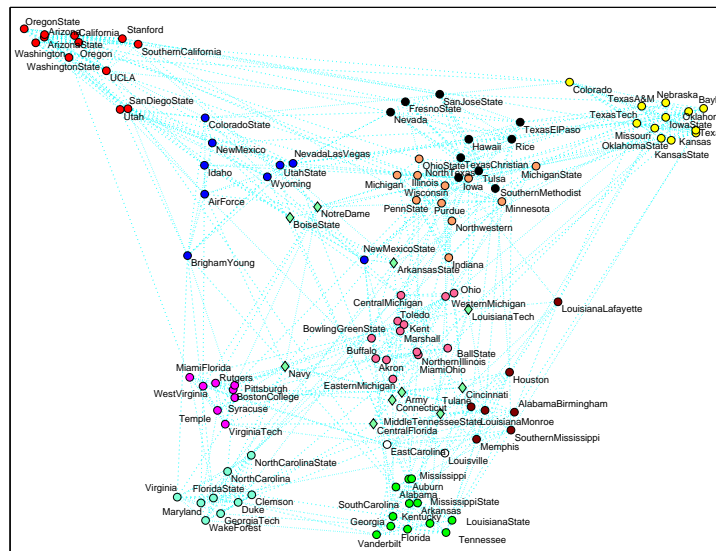 OregonState
Arizona
California
Stanford
ArizonaState
SouthernCalifornia
Washington
Oregon
WashingtonState
UCLA
Colorado
SanDiegoState
Utah
SanJoseState
FresnoState
Nevada
TexasA&M
Nebraska
Bayl
TexasTech
Oklahom
IowaState
Missouri
Texa
Kansas
OklahomaState
KansasState
ColoradoState
TexasElPaso
NewMexico
Hawaii
Rice
NevadaLasVegas
OhioState
TexasChristian
MichiganState
Idaho
UtahState
NorthTexas
Tulsa
Wyoming
Michigan
Illinois
Iowa
Wisconsin
SouthernMethodist
AirForce
PennState
Purdue
Minnesota
NotreDame
BoiseState
Northwestern
NewMexicoState
BrighamYoung
ArkansasState
Indiana
Ohio
CentralMichigan
WesternMichigan
LouisianaLafayette
Toledo
LouisianaTech
BowlingGreenState
Kent
Marshall
Buffalo
BallState
NorthernIllinois
Akron
MiamiOhio
MiamiFlorida
Navy
Rutgers
Houston
EasternMichigan
WestVirginia
Pittsburgh
BostonCollege
Army
Cincinnati
Connecticut
Tulane
Syracuse
AlabamaBirmingham
Temple
MiddleTennesseeState
LouisianaMonroe
VirginiaTech
CentralFlorida
SouthernMississippi
EastCarolina
Memphis
NorthCarolinaState
Louisville
NorthCarolina
Mississippi
Virginia
FloridaState
Auburn
Alabama
Clemson
SouthCarolina
MississippiState
Maryland
Duke
Arkansas
GeorgiaTech
Georgia
Kentucky
LouisianaState
WakeForest
Florida
Vanderbilt
Tennessee